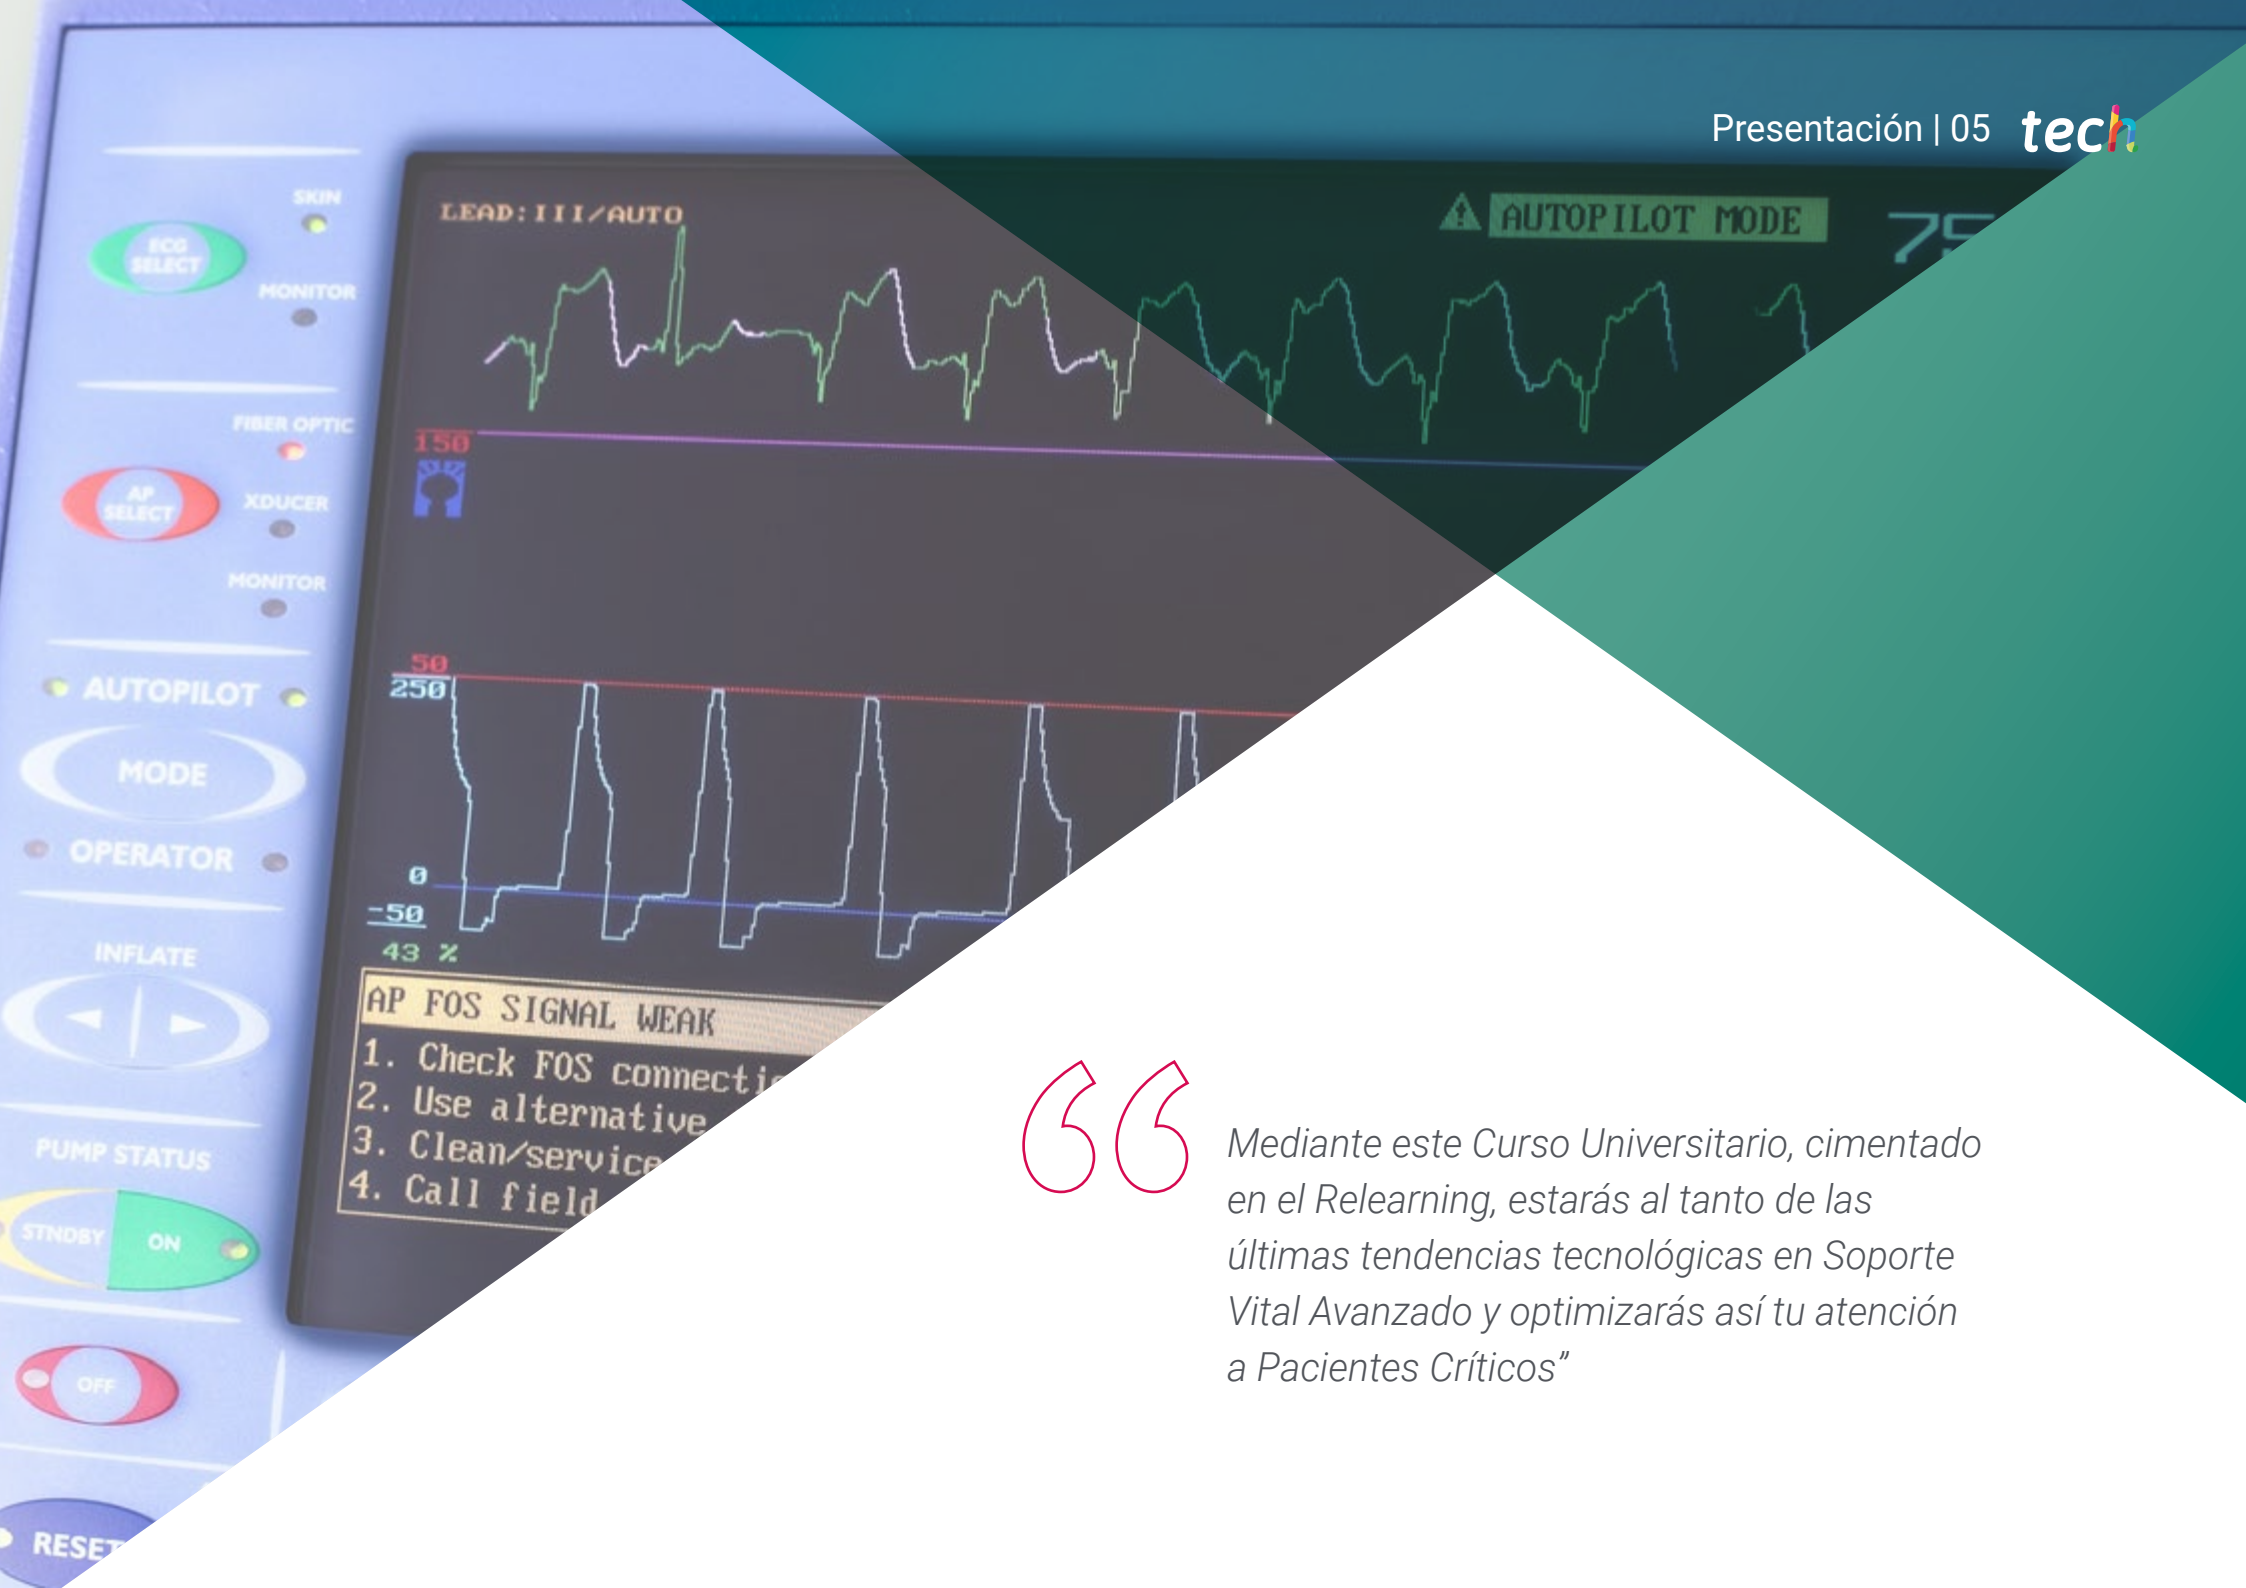 Presentación | 05 tech
SKIN
ECG
SELECT
MONITOR
FIBER OPTIC
AP
SELECT
XDUCER
MONITOR
AUTOPILOT
MODE
OPERATOR
INFLATE
PUMP STATUS
STNDBY
ON
OFF
RESET
LEAD:III/AUTO
AUTOPILOT MODE
150
50
250
0
-50
43 %
AP FOS SIGNAL WEAK
1. Check FOS
2. Use alternative
3. Clean/service
4. Call field
Mediante este Curso Universitario, cimentado
en el Relearning, estarás al tanto de las
últimas tendencias tecnológicas en Soporte
Vital Avanzado y optimizarás así tu atención
a Pacientes Críticos”